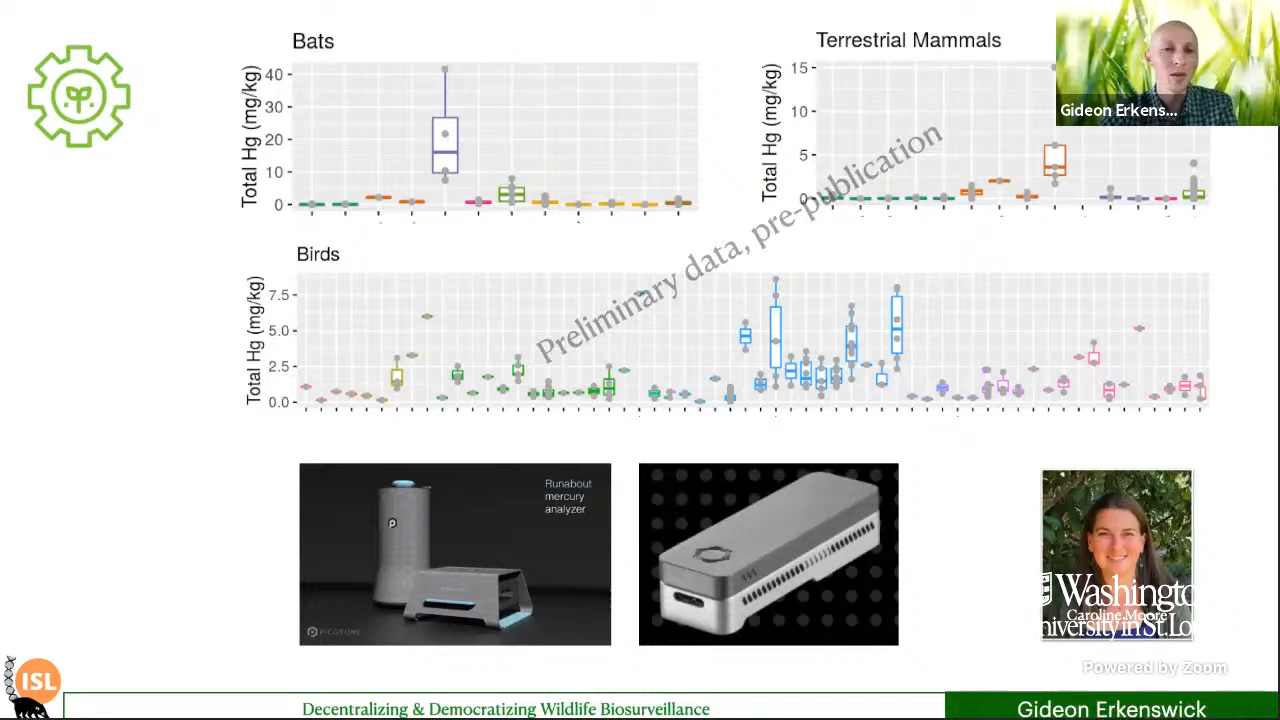 Bats
Total Hg (mg/kg)
40
30
20
10
0
Terrestrial Mammals
Total Hg (mg/kg)
15
10
5
0
Gideon Erkens...
Preliminary data, pre-publication
Birds
Total Hg (mg/kg)
7.5
5.0
2.5
0.0
Runabout
mercury
analyzer
PICOYUNE
Washington
Caroline Moore
University in St. Lo
Powered by Zoom
ISL
Decentralizing & Democratizing Wildlife Biosurveillance
Gideon Erkenswick